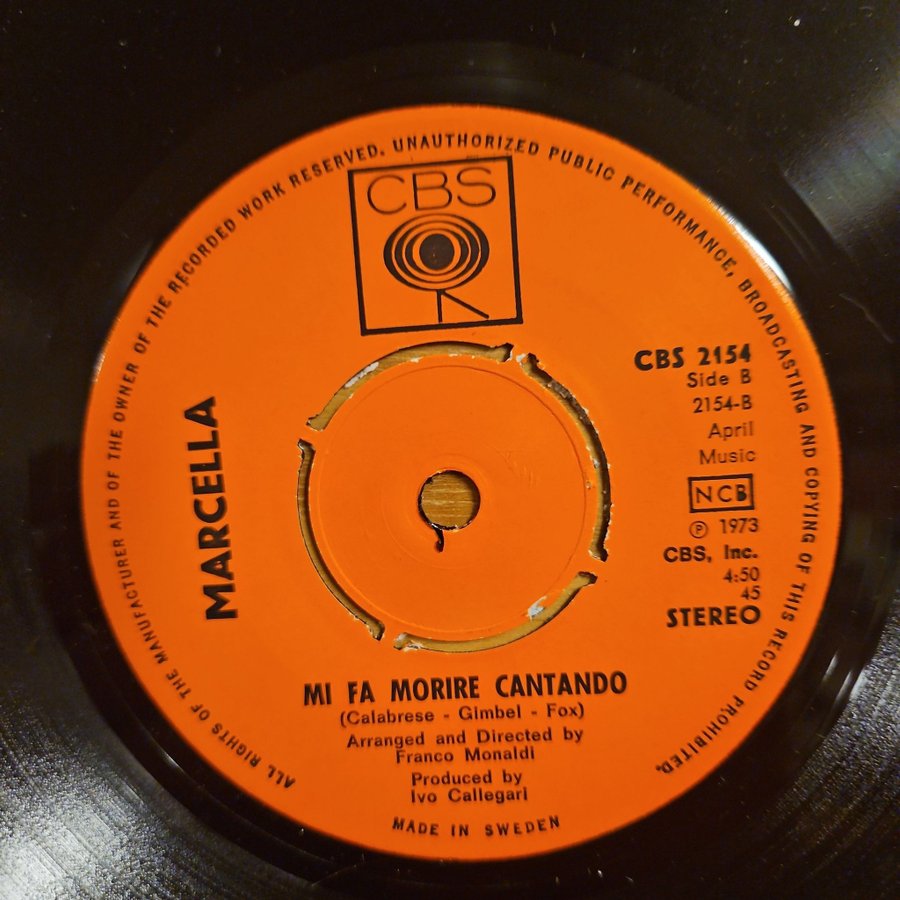 ALL RIGHTS OF THE MANUFACTURER AND OF THE OWNER OF THE RECORDED WORK RESERVED. UNAUTHORIZED PUBLIC PERFORMANCE, BROADCASTING AND COPYING OF THIS RECORD PROHIBITED.
CBS
MARCELLA
CBS 2154
Side B
2154-B
April
Music
NCB
℗ 1973
CBS, Inc.
4:50
45
STEREO
MI FA MORIRE CANTANDO
(Calabrese - Gimbel - Fox)
Arranged and Directed by
Franco Monaldi
Produced by
Ivo Callegari
MADE IN SWEDEN